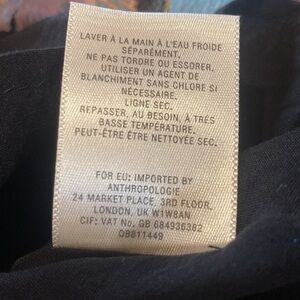 LAVER À LA MAIN À L'EAU FROIDE
SÉPARÉMENT.
NE PAS TORDRE OU ESSORER.
UTILISER UN AGENT DE
BLANCHIMENT SANS CHLORE SI
NÉCESSAIRE.
LIGNE SEC.
REPASSER, AU BESOIN, À TRÈS
BASSE TEMPÉRATURE.
PEUT-ÊTRE ÊTRE NETTOYÉE SEC.
FOR EU: IMPORTED BY
ANTHROPOLOGIE
24 MARKET PLACE, 3RD FLOOR,
LONDON, UK W1W8AN
CIF: VAT No. GB 684936382
OB811449